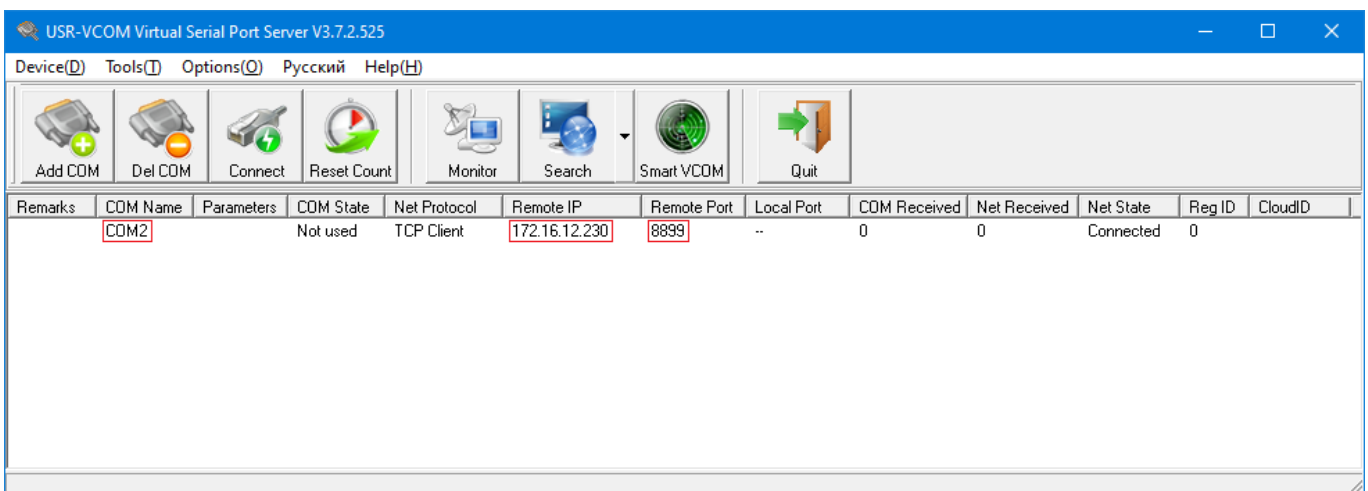 USR-VCOM Virtual Serial Port Server V3.7.2.525
Device(D) Tools(T) Options(O) Русский Help(H)
Add COM Del COM Connect Reset Count Monitor Search Smart VCOM Quit
Remarks COM Name Parameters COM State Net Protocol Remote IP Remote Port Local Port COM Received Net Received Net State Reg ID CloudID
COM2 Not used TCP Client 172.16.12.230 8899 -- 0 0 Connected 0